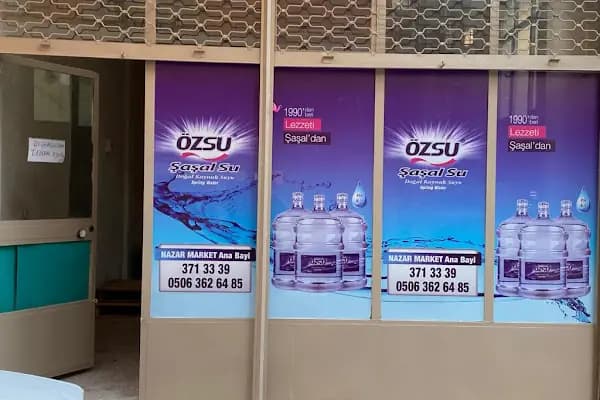 ÖZSU
Şaşal Su
Doğal Kaynak Suyu
Spring Water
NAZAR MARKET Ana Bayi
371 33 39
0506 362 64 85
1990'dan beri
Lezzeti
Şaşal'dan
ÖZSU
Şaşal Su
Doğal Kaynak Suyu
Spring Water
NAZAR MARKET Ana Bayi
371 33 39
0506 362 64 85
1990'dan beri
Lezzeti
Şaşal'dan